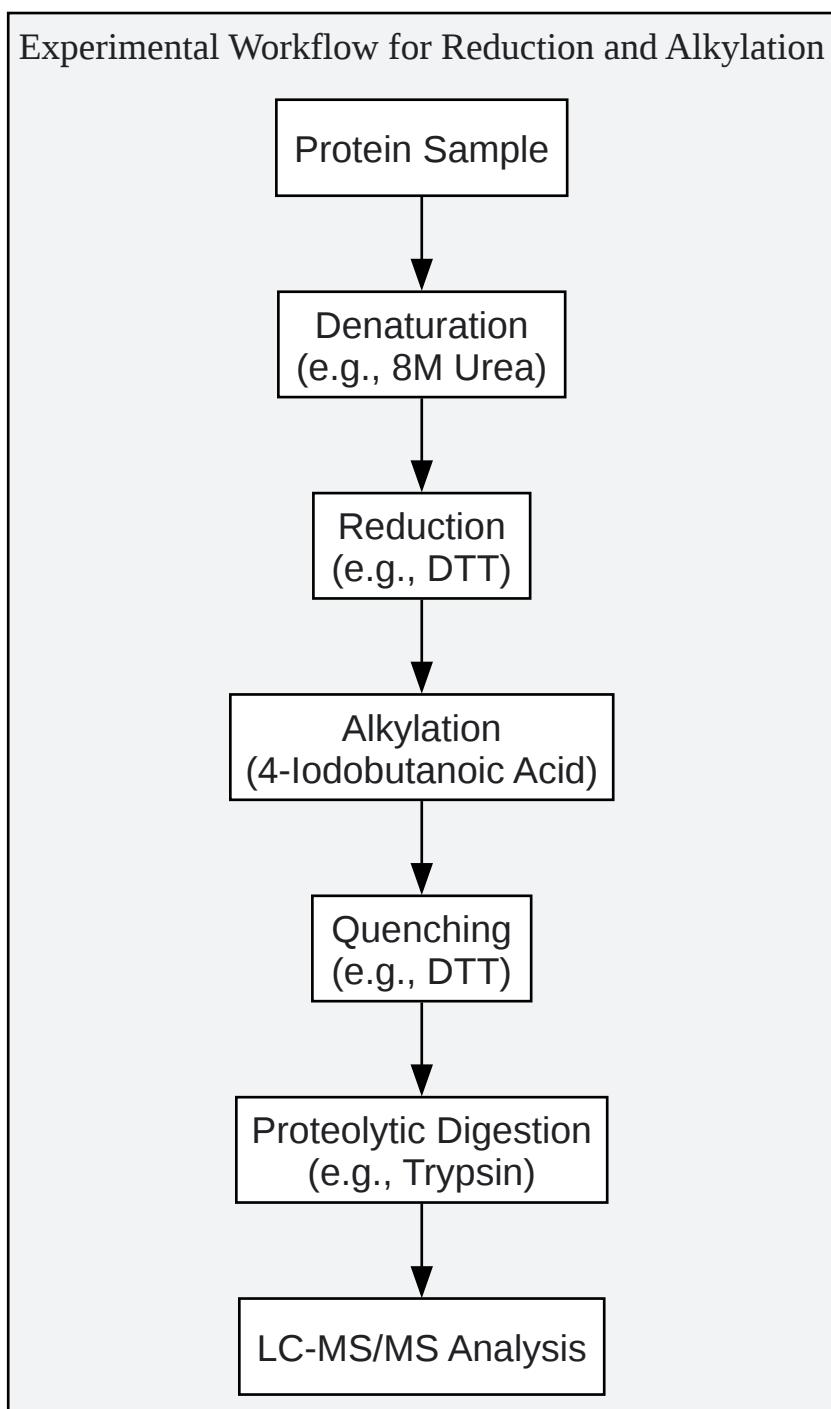 Experimental Workflow for Reduction and Alkylation
Protein Sample
Denaturation
(e.g., 8M Urea)
Reduction
(e.g., DTT)
Alkylation
(4-Iodobutanoic Acid)
Quenching
(e.g., DTT)
Proteolytic Digestion
(e.g., Trypsin)
LC-MS/MS Analysis